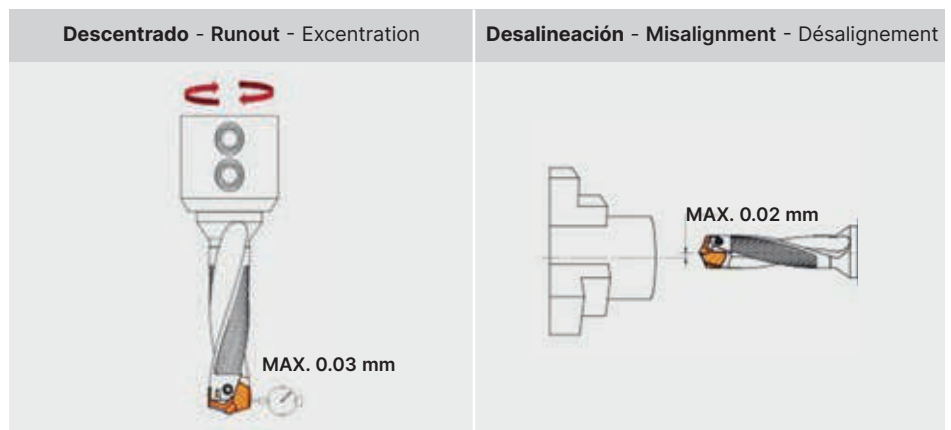 Descentrado - Runout - Excentration
Desalineación - Misalignment - Désalignement
MAX. 0.02 mm
MAX. 0.03 mm